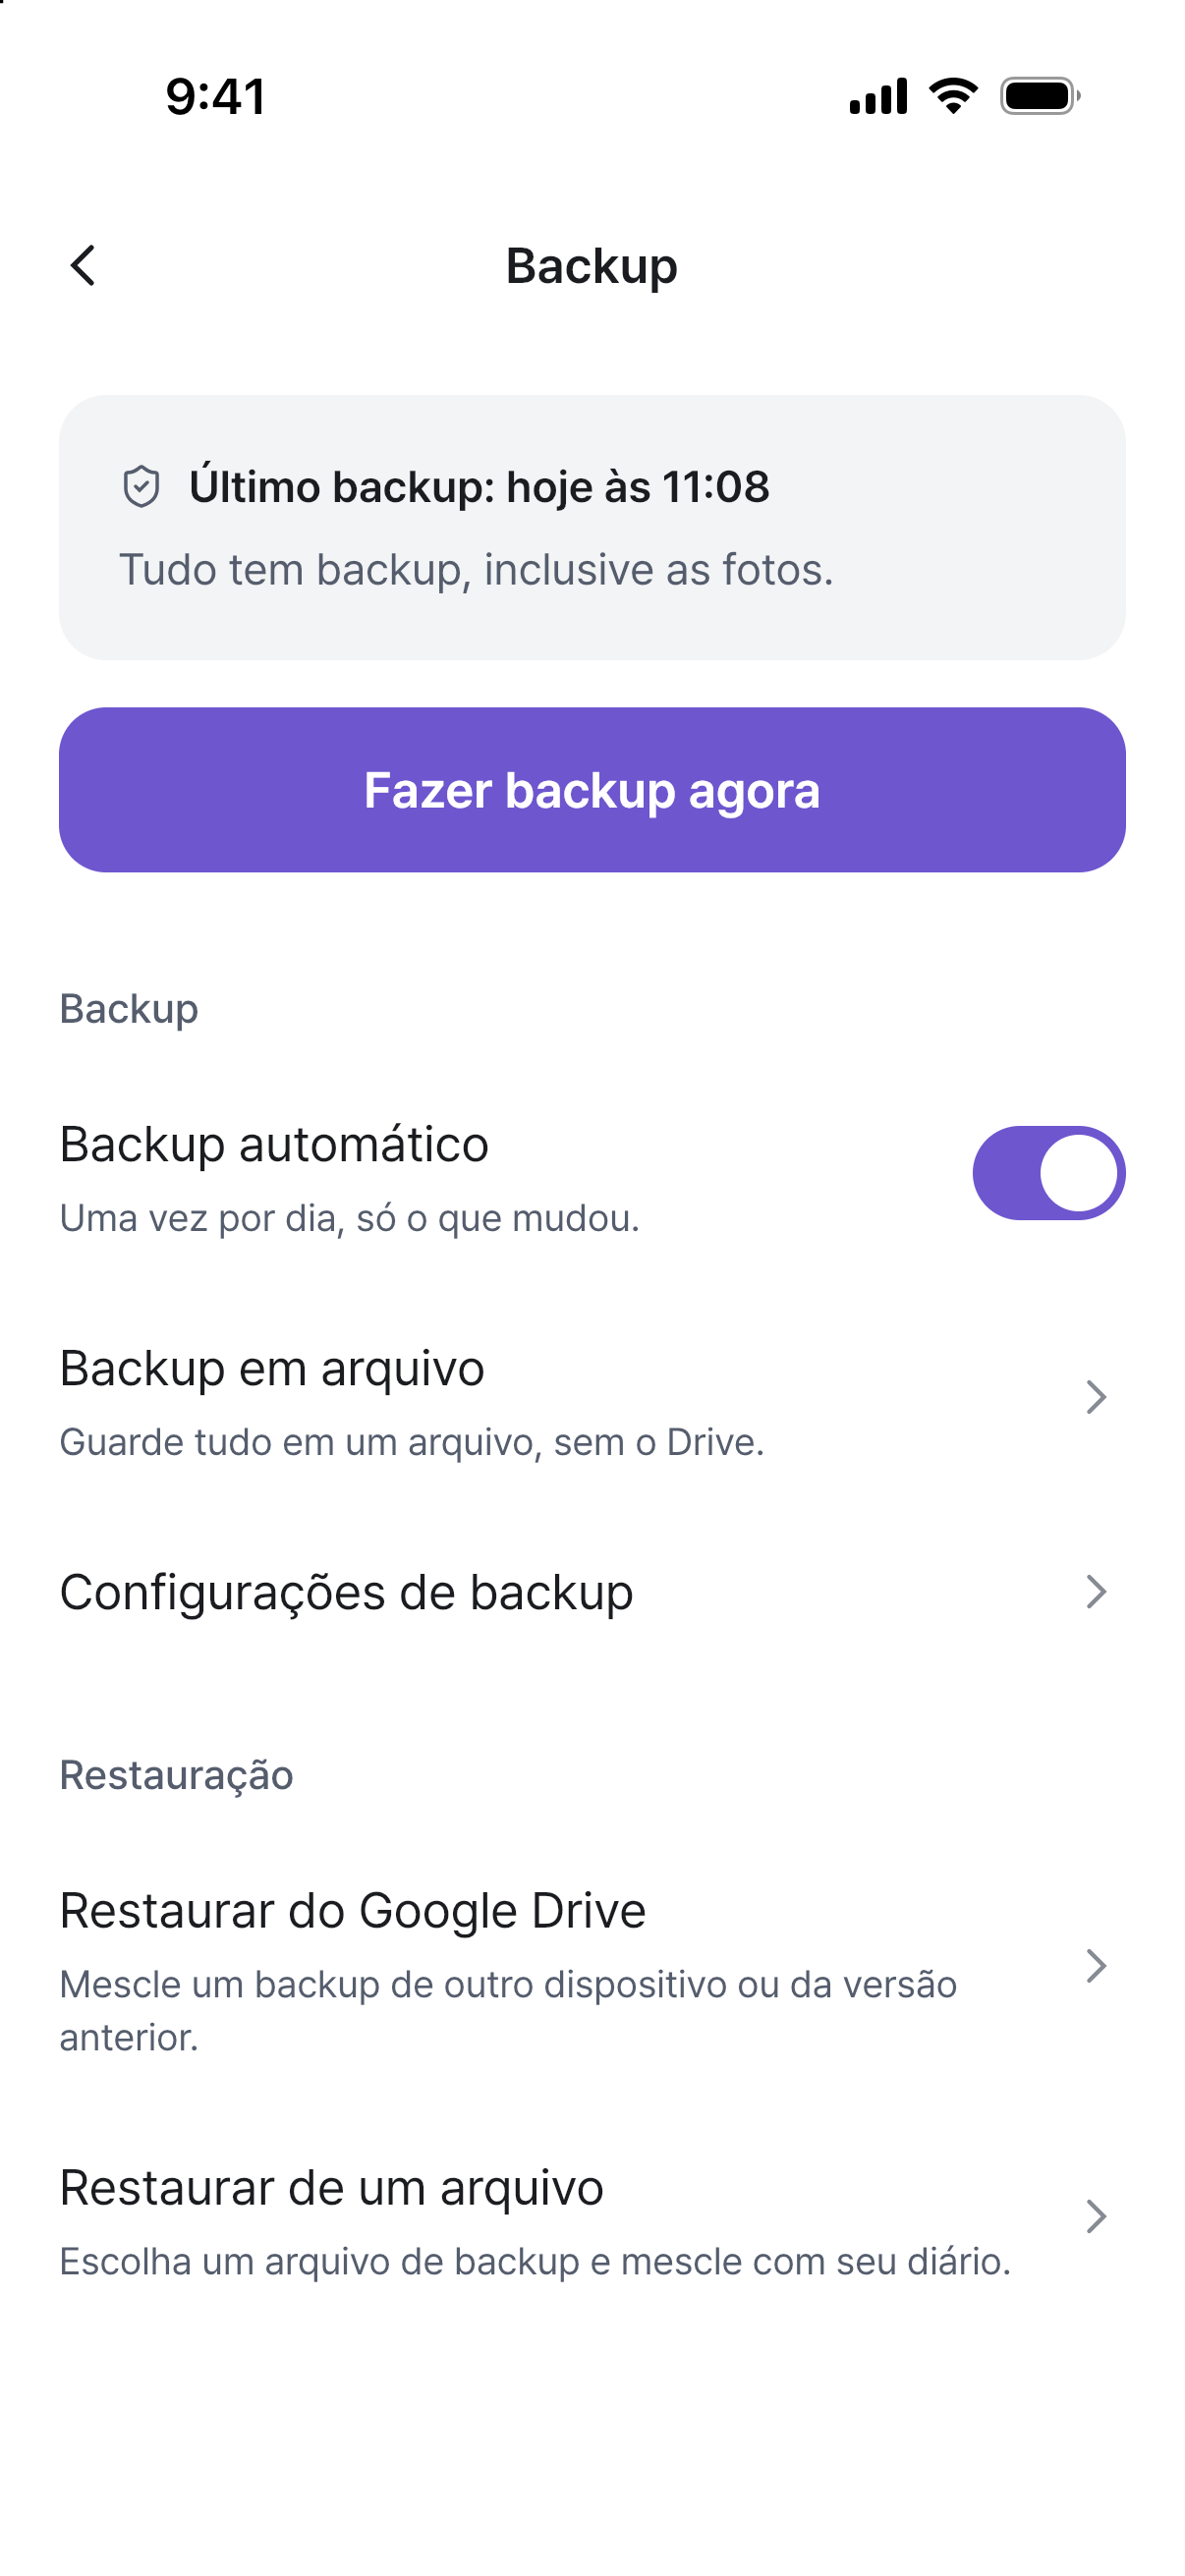 9:41
Backup
Último backup: hoje às 11:08
Tudo tem backup, inclusive as fotos.
Fazer backup agora
Backup
Backup automático
Uma vez por dia, só o que mudou.
Backup em arquivo
Guarde tudo em um arquivo, sem o Drive.
Configurações de backup
Restauração
Restaurar do Google Drive
Mescle um backup de outro dispositivo ou da versão
anterior.
Restaurar de um arquivo
Escolha um arquivo de backup e mescle com seu diário.